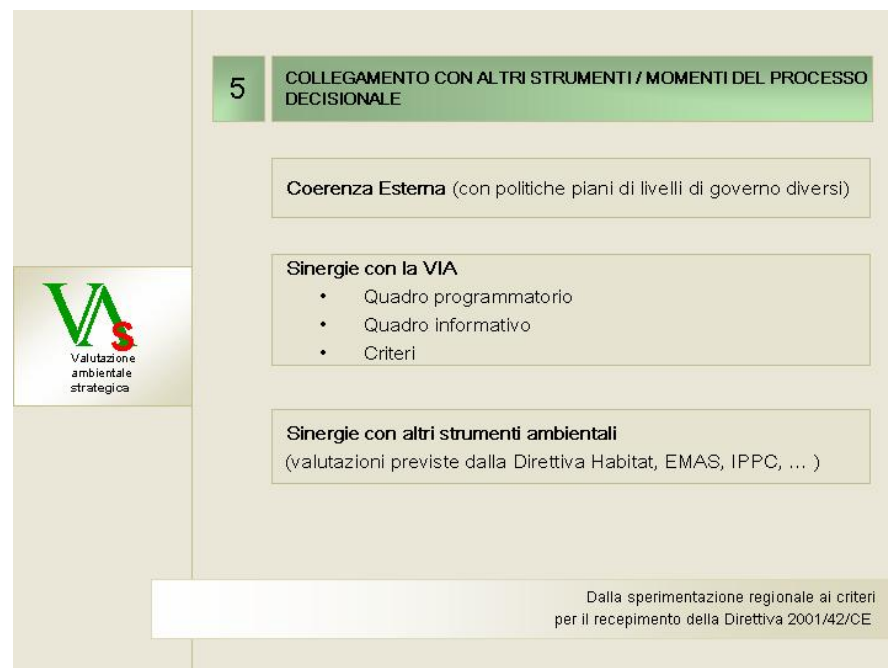 5
COLLEGAMENTO CON ALTRI STRUMENTI / MOMENTI DEL PROCESSO
DECISIONALE
Coerenza Esterna (con politiche piani di livelli di governo diversi)
Sinergie con la VIA
• Quadro programmatorio
• Quadro informativo
• Criteri
VAS
Valutazione
ambientale
strategica
Sinergie con altri strumenti ambientali
(valutazioni previste dalla Direttiva Habitat, EMAS, IPPC, ... )
Dalla sperimentazione regionale ai criteri
per il recepimento della Direttiva 2001/42/CE